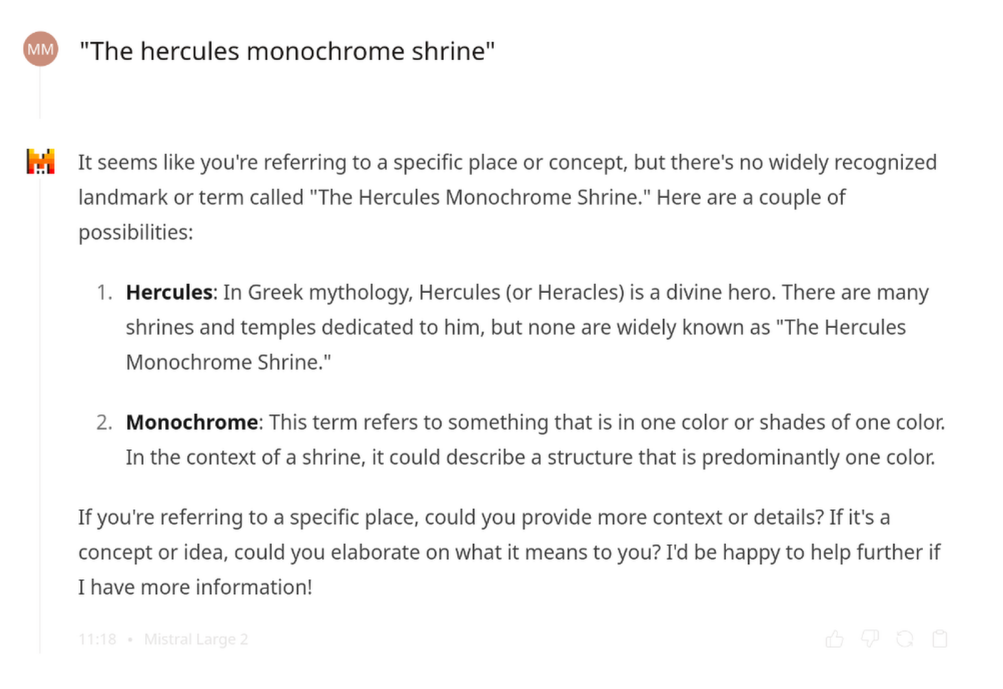 MM
"The hercules monochrome shrine"
It seems like you're referring to a specific place or concept, but there's no widely recognized
landmark or term called "The Hercules Monochrome Shrine." Here are a couple of
possibilities:
1. Hercules: In Greek mythology, Hercules (or Heracles) is a divine hero. There are many
shrines and temples dedicated to him, but none are widely known as "The Hercules
Monochrome Shrine."
2. Monochrome: This term refers to something that is in one color or shades of one color.
In the context of a shrine, it could describe a structure that is predominantly one color.
If you're referring to a specific place, could you provide more context or details? If it's a
concept or idea, could you elaborate on what it means to you? I'd be happy to help further if
I have more information!
11:18 • Mistral Large 2